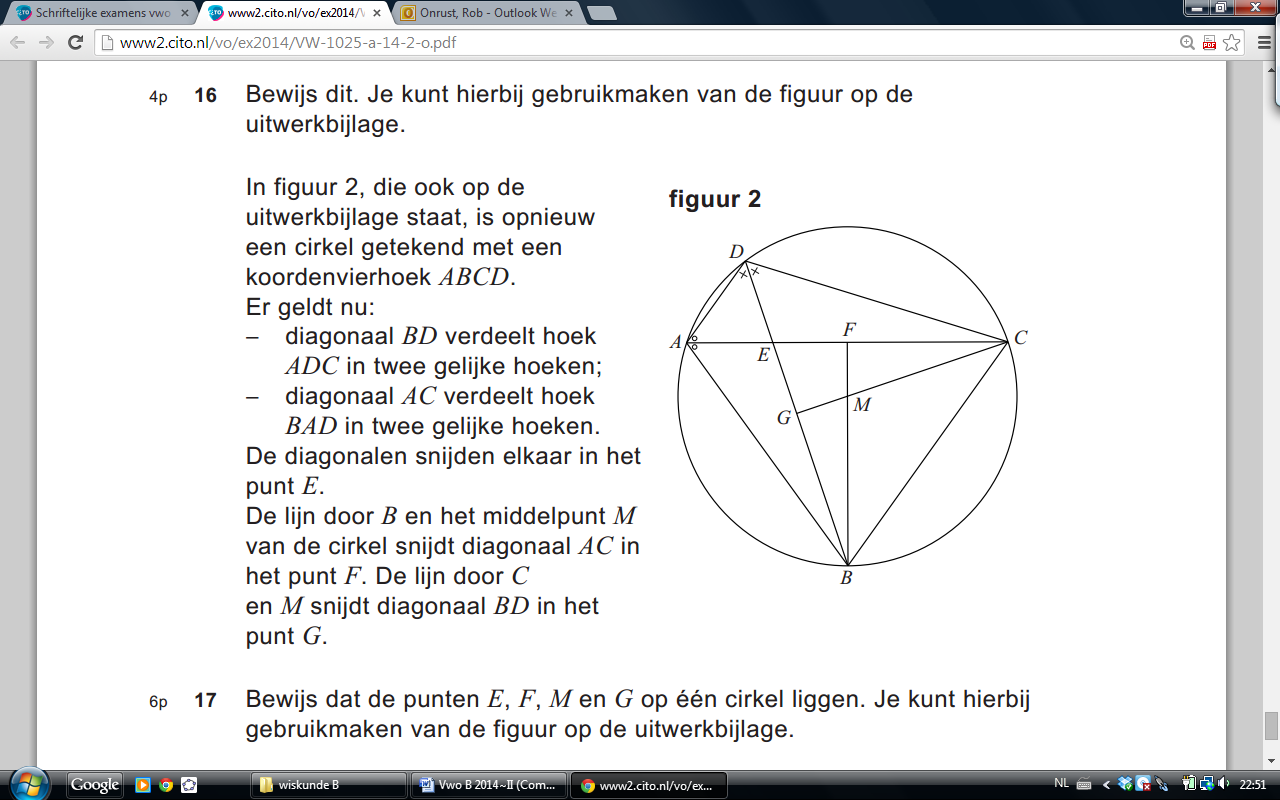 Schriftelijke examens vwo
www2.cito.nl/vo/ex2014/V
Onrust, Rob - Outlook We
www2.cito.nl/vo/ex2014/VW-1025-a-14-2-o.pdf
4p 16 Bewijs dit. Je kunt hierbij gebruikmaken van de figuur op de
uitwerkbijlage.
In figuur 2, die ook op de
uitwerkbijlage staat, is opnieuw
een cirkel getekend met een
koordenvierhoek ABCD.
Er geldt nu:
– diagonaal BD verdeelt hoek
ADC in twee gelijke hoeken;
– diagonaal AC verdeelt hoek
BAD in twee gelijke hoeken.
De diagonalen snijden elkaar in het
punt E.
De lijn door B en het middelpunt M
van de cirkel snijdt diagonaal AC in
het punt F. De lijn door C
en M snijdt diagonaal BD in het
punt G.
figuur 2
D
F
A
E
C
M
G
B
6p 17 Bewijs dat de punten E, F, M en G op één cirkel liggen. Je kunt hierbij
gebruikmaken van de figuur op de uitwerkbijlage.
Google
wiskunde B
Vwo B 2014~II (Com...
www2.cito.nl/vo/ex...
NL
22:51